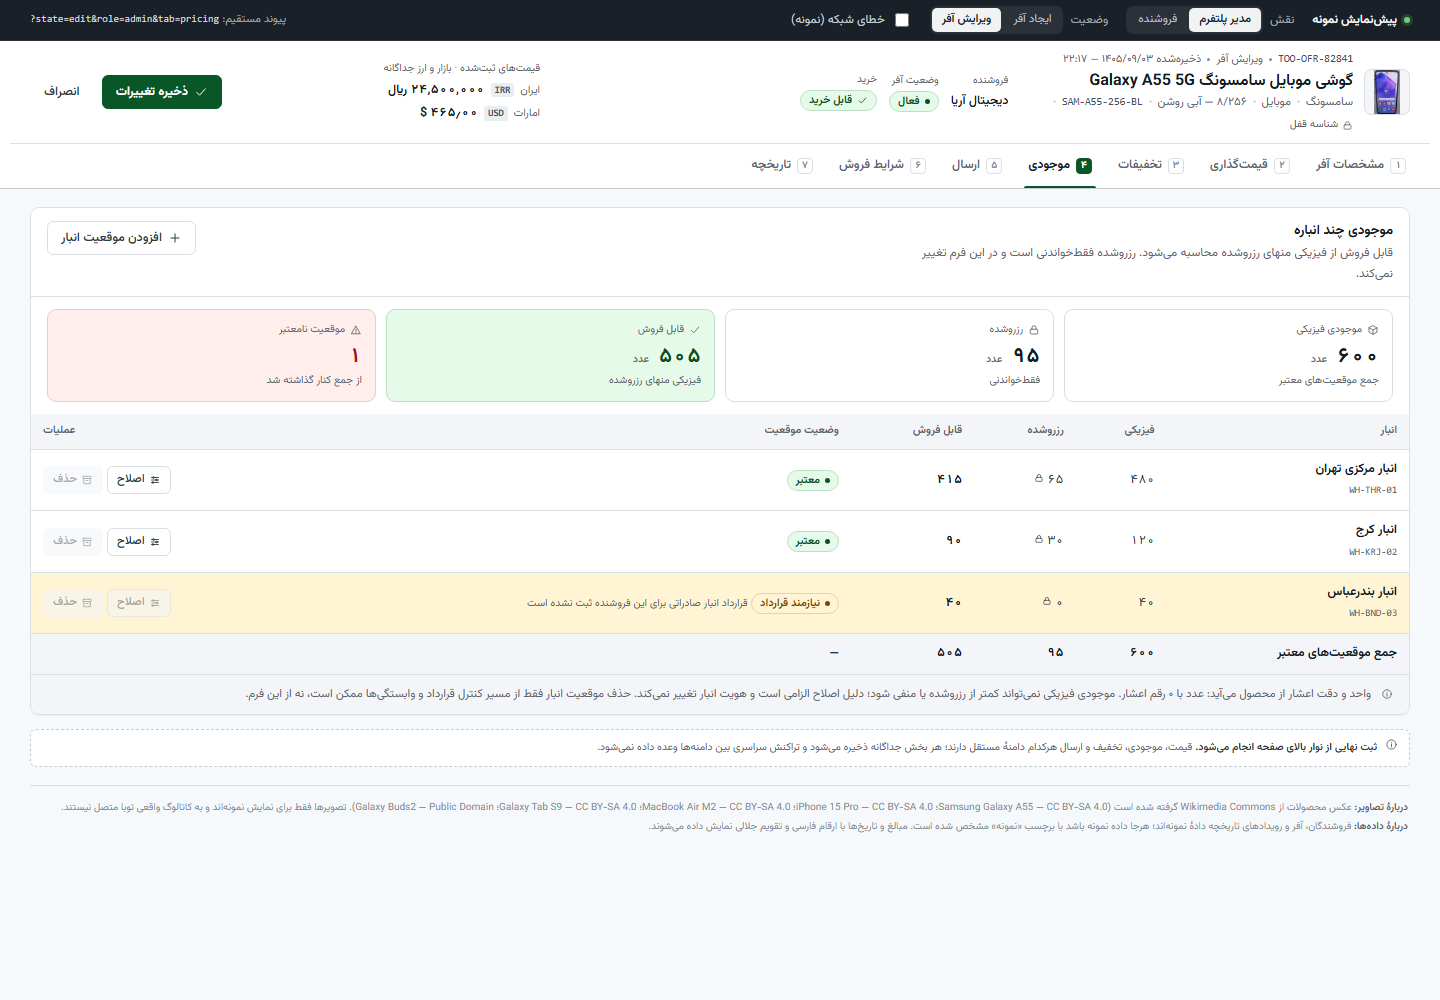 پیش‌نمایش نمونه
نقش
مدیر پلتفرم
فروشنده
وضعیت
ایجاد آفر
ویرایش آفر
خطای شبکه (نمونه)
پیوند مستقیم: ?state=edit&role=admin&tab=pricing
TOO-OFR-82841 • ویرایش آفر • ذخیره‌شده ۱۴۰۵/۰۹/۰۳ — ۲۲:۱۷
گوشی موبایل سامسونگ Galaxy A55 5G
سامسونگ • موبایل • ۸/۲۵۶ — آبی روشن • SAM-A55-256-BL •
شناسه قفل
فروشنده
دیجیتال آریا
وضعیت آفر
فعال
خرید
قابل خرید
قیمت‌های ثبت‌شده · بازار و ارز جداگانه
ایران IRR ۲۴,۵۰۰,۰۰۰ ریال
امارات USD ۴۶۵٫۰۰ $
ذخیره تغییرات
انصراف
۱ مشخصات آفر
۲ قیمت‌گذاری
۳ تخفیفات
۴ موجودی
۵ ارسال
۶ شرایط فروش
۷ تاریخچه
موجودی چند انباره
قابل فروش از فیزیکی منهای رزروشده محاسبه می‌شود. رزروشده فقط‌خواندنی است و در این فرم تغییر
نمی‌کند.
افزودن موقعیت انبار
موجودی فیزیکی
۶۰۰ عدد
جمع موقعیت‌های معتبر
رزروشده
۹۵ عدد
فقط‌خواندنی
قابل فروش
۵۰۵ عدد
فیزیکی منهای رزروشده
موقعیت نامعتبر
۱
از جمع کنار گذاشته شد
انبار فیزیکی رزروشده قابل فروش وضعیت موقعیت عملیات
انبار مرکزی تهران ۴۸۰ ۶۵ ۴۱۵ معتبر اصلاح حذف
WH-THR-01
انبار کرج ۱۲۰ ۳۰ ۹۰ معتبر اصلاح حذف
WH-KRJ-02
انبار بندرعباس ۴۰ ۰ ۴۰ نیازمند قرارداد قرارداد انبار صادراتی برای این فروشنده ثبت نشده است اصلاح حذف
WH-BND-03
جمع موقعیت‌های معتبر ۶۰۰ ۹۵ ۵۰۵ —
واحد و دقت اعشار از محصول می‌آید: عدد با ۰ رقم اعشار. موجودی فیزیکی نمی‌تواند کمتر از رزروشده یا منفی شود؛ دلیل اصلاح الزامی است و هویت انبار تغییر نمی‌کند. حذف موقعیت انبار فقط از مسیر کنترل قرارداد و وابستگی‌ها ممکن است، نه از این فرم.
ثبت نهایی از نوار بالای صفحه انجام می‌شود. قیمت، موجودی، تخفیف و ارسال هرکدام دامنهٔ مستقل دارند؛ هر بخش جداگانه ذخیره می‌شود و تراکنش سراسری بین دامنه‌ها وعده داده نمی‌شود.
دربارهٔ تصاویر: عکس محصولات از Wikimedia Commons گرفته شده است (Samsung Galaxy A55 — CC BY-SA 4.0؛ iPhone 15 Pro — CC BY-SA 4.0؛ MacBook Air M2 — CC BY-SA 4.0؛ Galaxy Tab S9 — CC BY-SA 4.0؛ Galaxy Buds2 — Public Domain). تصویرها فقط برای نمایش نمونه‌اند و به کاتالوگ واقعی توبا متصل نیستند.
دربارهٔ داده‌ها: فروشندگان، آفر و رویدادهای تاریخچه دادهٔ نمونه‌اند؛ هرجا داده نمونه باشد با برچسب «نمونه» مشخص شده است. مبالغ و تاریخ‌ها با ارقام فارسی و تقویم جلالی نمایش داده می‌شوند.